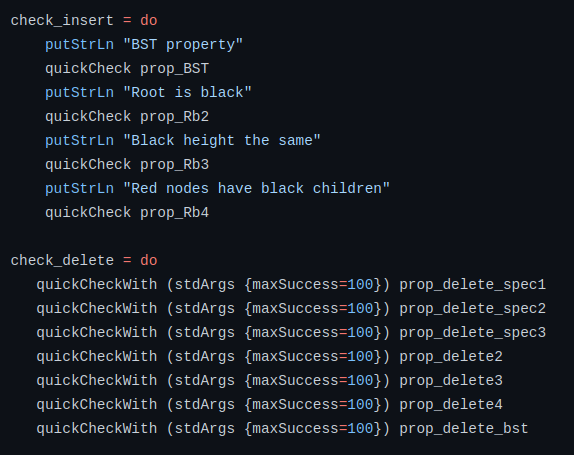 check_insert = do
    putStrLn "BST property"
    quickCheck prop_BST
    putStrLn "Root is black"
    quickCheck prop_Rb2
    putStrLn "Black height the same"
    quickCheck prop_Rb3
    putStrLn "Red nodes have black children"
    quickCheck prop_Rb4

check_delete = do
   quickCheckWith (stdArgs {maxSuccess=100}) prop_delete_spec1
   quickCheckWith (stdArgs {maxSuccess=100}) prop_delete_spec2
   quickCheckWith (stdArgs {maxSuccess=100}) prop_delete_spec3
   quickCheckWith (stdArgs {maxSuccess=100}) prop_delete2
   quickCheckWith (stdArgs {maxSuccess=100}) prop_delete3
   quickCheckWith (stdArgs {maxSuccess=100}) prop_delete4
   quickCheckWith (stdArgs {maxSuccess=100}) prop_delete_bst